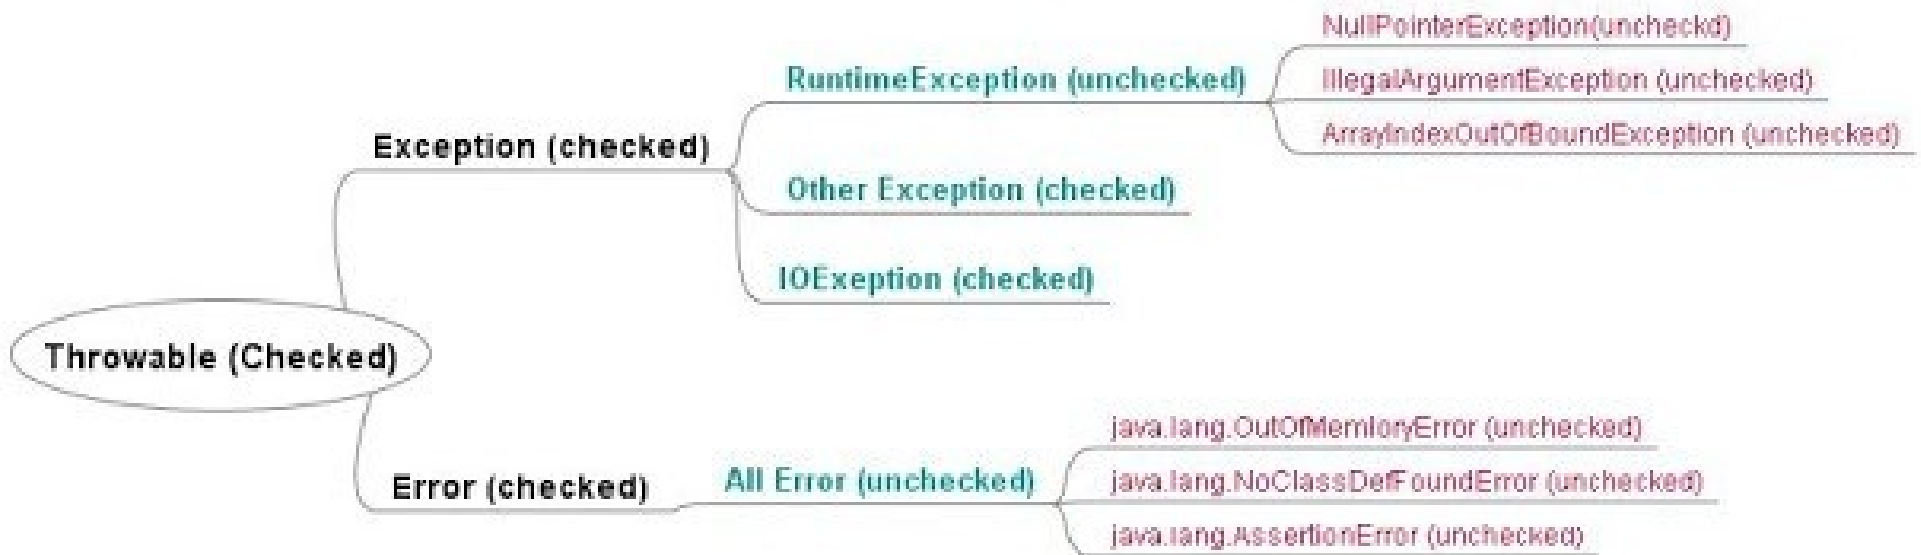 NullPointerException(uncheckd)
RuntimeException (unchecked)
IllegalArgumentException (unchecked)
ArrayIndexOutOfBoundException (unchecked)
Exception (checked)
Other Exception (checked)
IOExeption (checked)
Throwable (Checked)
java.lang.OutOfMemloryError (unchecked)
Error (checked)
All Error (unchecked)
java.lang.NoClassDefFoundError (unchecked)
java.lang.AssertionError (unchecked)